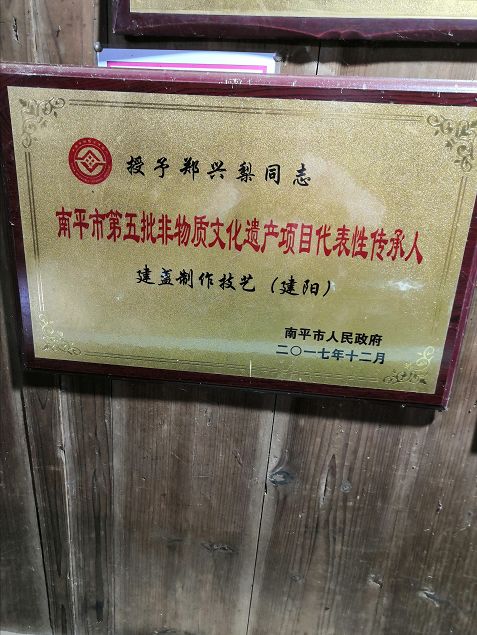 授予郑兴梨同志
南平市第五批非物质文化遗产项目代表性传承人
建盏制作技艺（建阳）
南平市人民政府
二〇一七年十二月